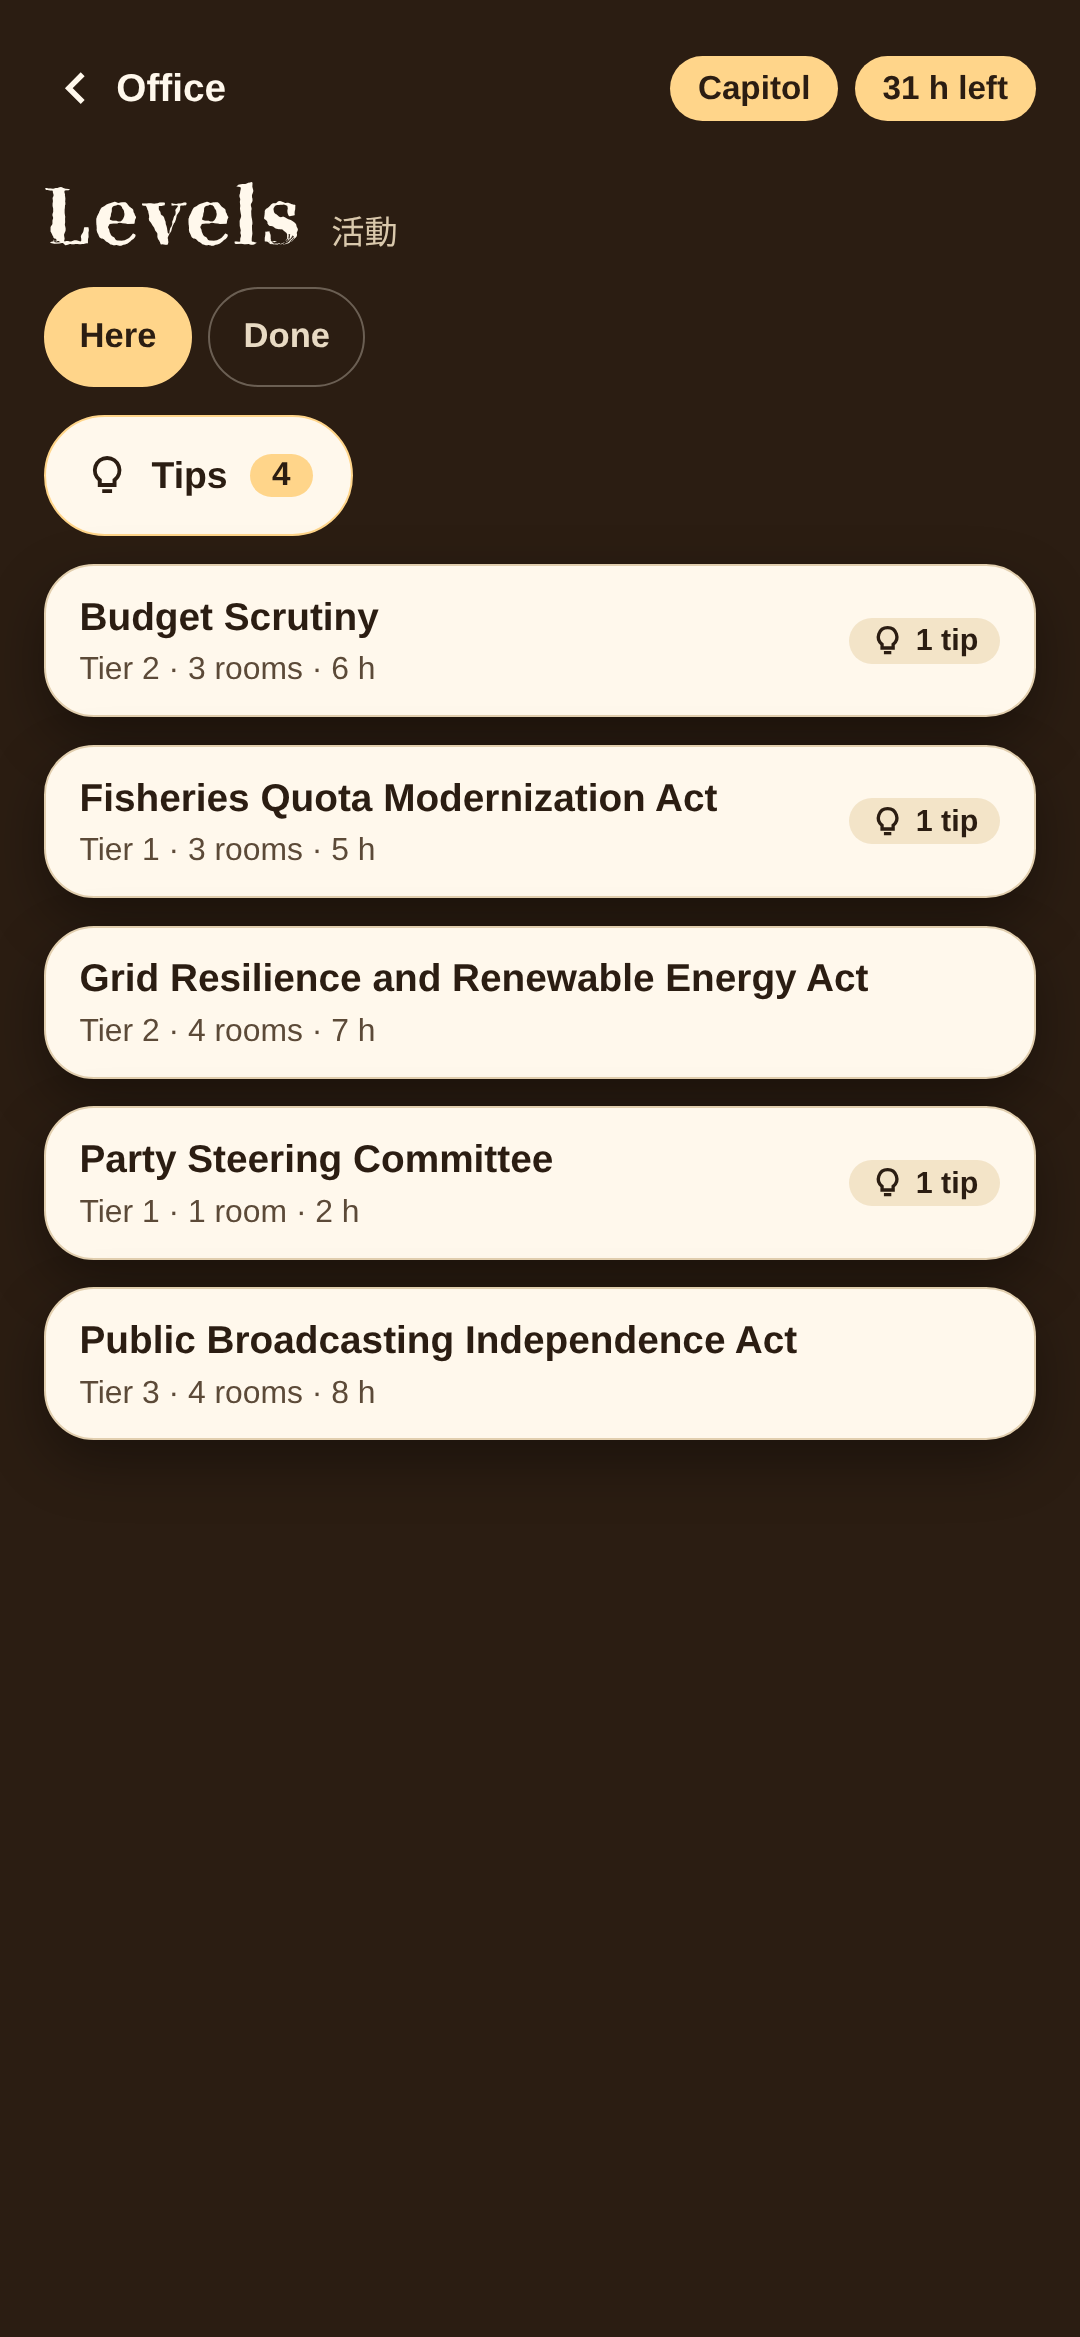 Office
Capitol
31 h left
Levels 活動
Here
Done
Tips 4
Budget Scrutiny
Tier 2 · 3 rooms · 6 h
1 tip
Fisheries Quota Modernization Act
Tier 1 · 3 rooms · 5 h
1 tip
Grid Resilience and Renewable Energy Act
Tier 2 · 4 rooms · 7 h
Party Steering Committee
Tier 1 · 1 room · 2 h
1 tip
Public Broadcasting Independence Act
Tier 3 · 4 rooms · 8 h